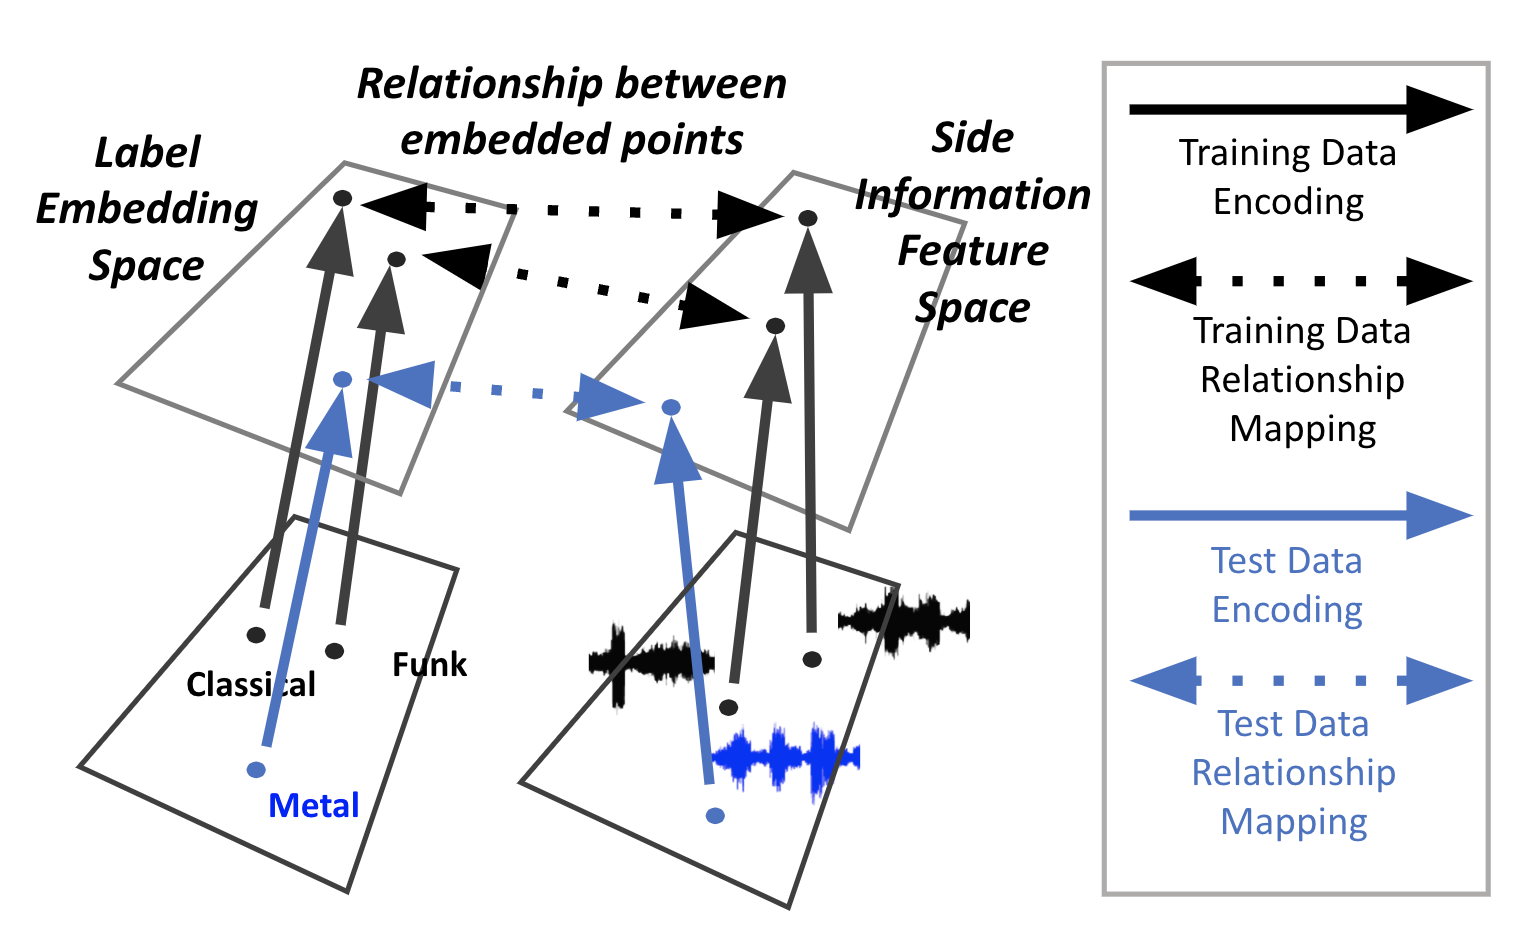 Relationship between
embedded points
Label
Embedding
Space
Side
Information
Feature
Space
Classical
Funk
Metal
Training Data
Encoding
Training Data
Relationship
Mapping
Test Data
Encoding
Test Data
Relationship
Mapping